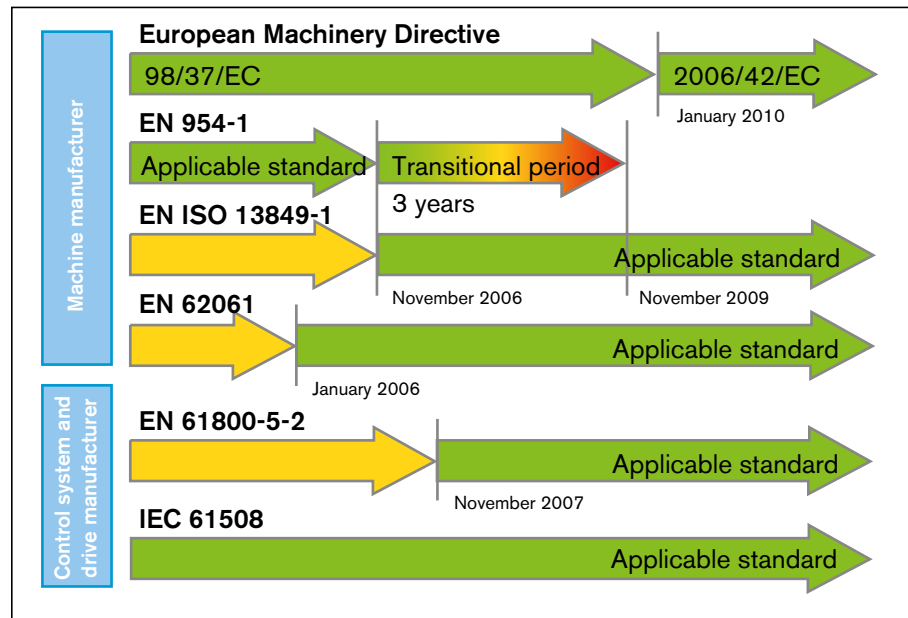 Machine manufacturer
European Machinery Directive
98/37/EC
2006/42/EC
January 2010
EN 954-1
Applicable standard
Transitional period
3 years
EN ISO 13849-1
Applicable standard
November 2006
November 2009
EN 62061
Applicable standard
January 2006
Control system and
drive manufacturer
EN 61800-5-2
Applicable standard
November 2007
IEC 61508
Applicable standard